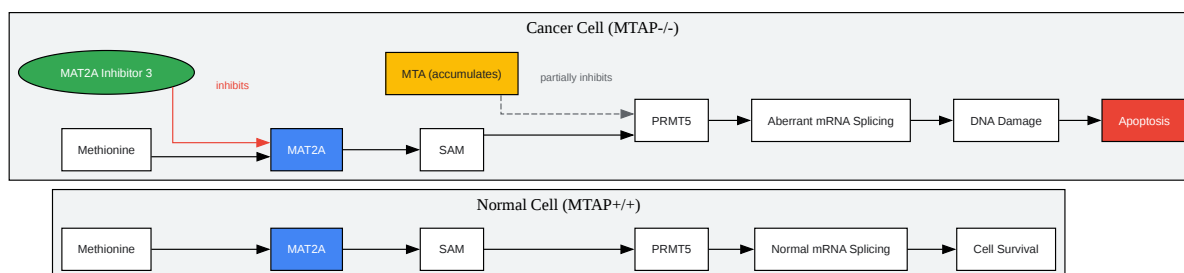 Cancer Cell (MTAP-/-)
MAT2A Inhibitor 3
inhibits
MTA (accumulates)
partially inhibits
Methionine
MAT2A
SAM
PRMT5
Aberrant mRNA Splicing
DNA Damage
Apoptosis
Normal Cell (MTAP+/+)
Methionine
MAT2A
SAM
PRMT5
Normal mRNA Splicing
Cell Survival